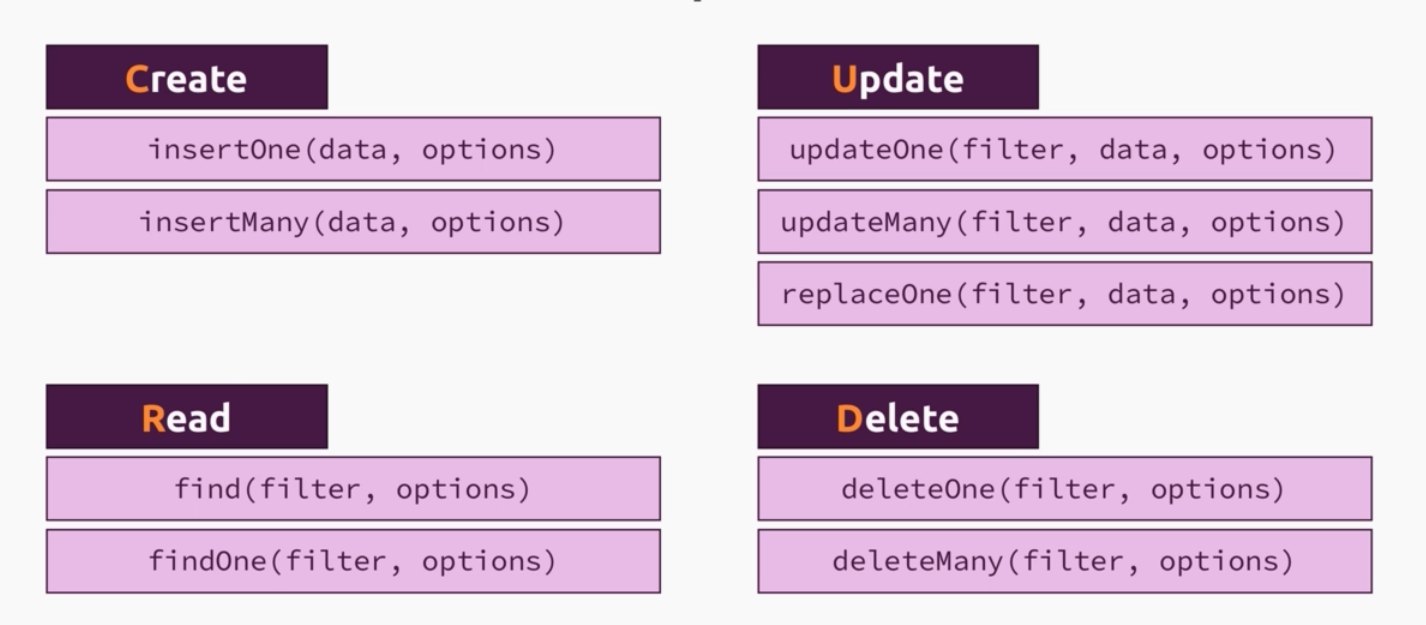 Create
insertOne(data, options)
insertMany(data, options)
Update
updateOne(filter, data, options)
updateMany(filter, data, options)
replaceOne(filter, data, options)
Read
find(filter, options)
findOne(filter, options)
Delete
deleteOne(filter, options)
deleteMany(filter, options)